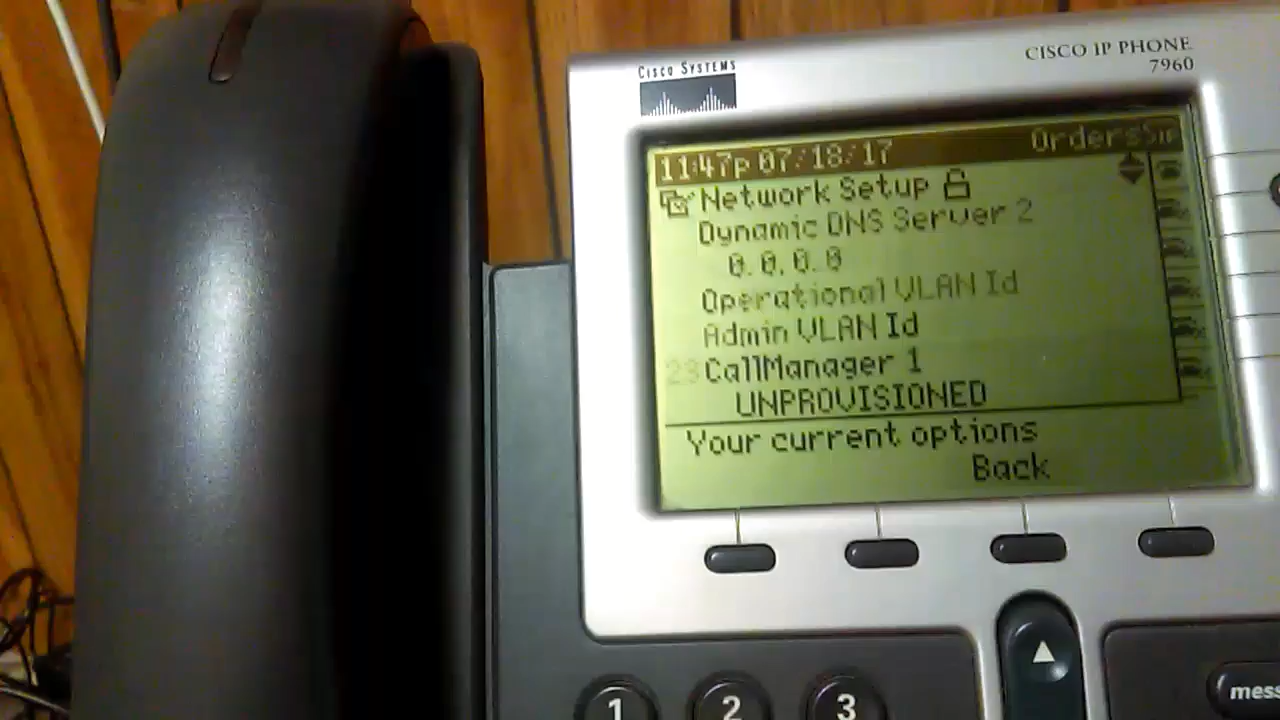 CISCO SYSTEMS
CISCO IP PHONE
7960
11:47p 07/18/17
Network Setup
Dynamic DNS Server 2
0.0.0.0
Operational VLAN Id
Admin VLAN Id
CallManager 1
UNPROVISIONED
Your current options
Back
1 2 3
mess